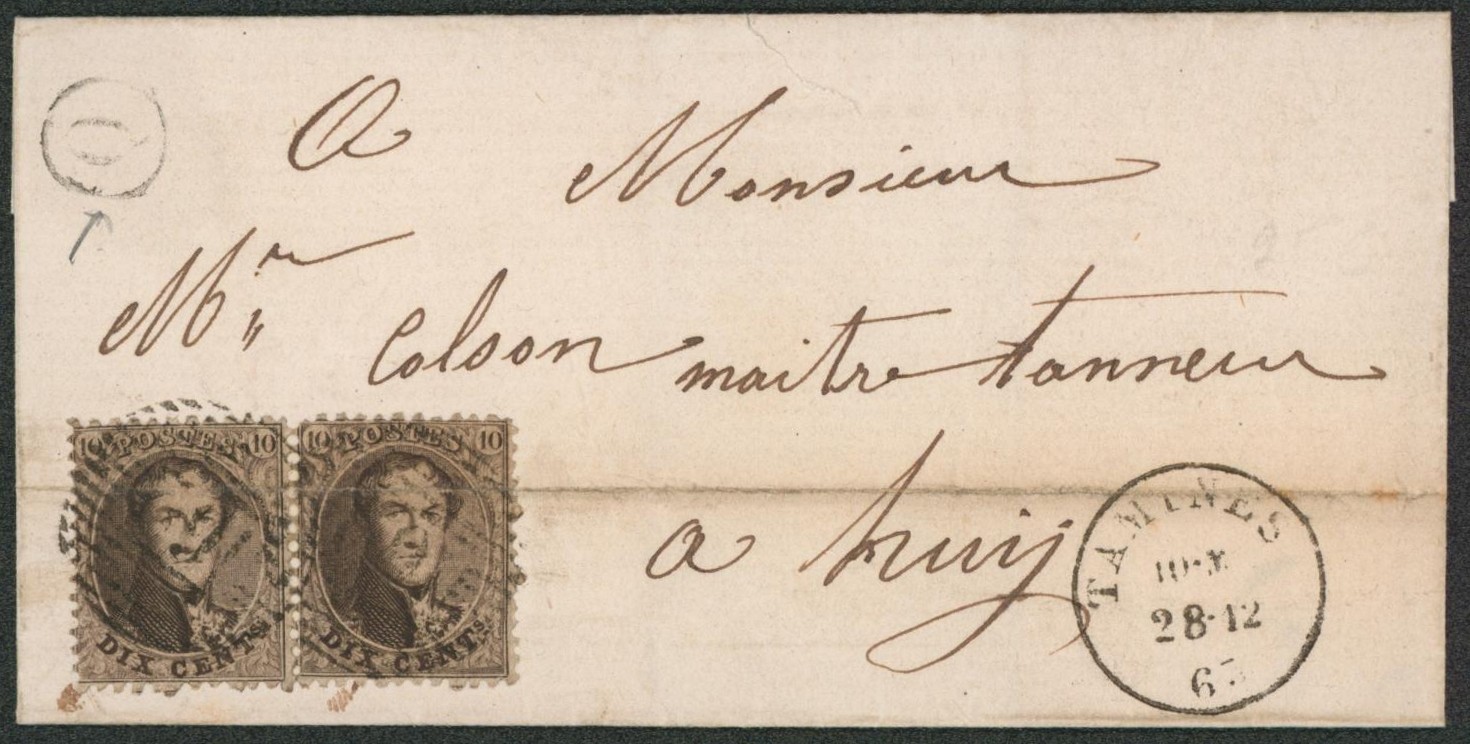 O
A
Monsieur
Mr Colson maitre tanneur
10 POSTES 10
DIX CENTS
10 POSTES 10
DIX CENTS
a huij
TAMINES
28·12